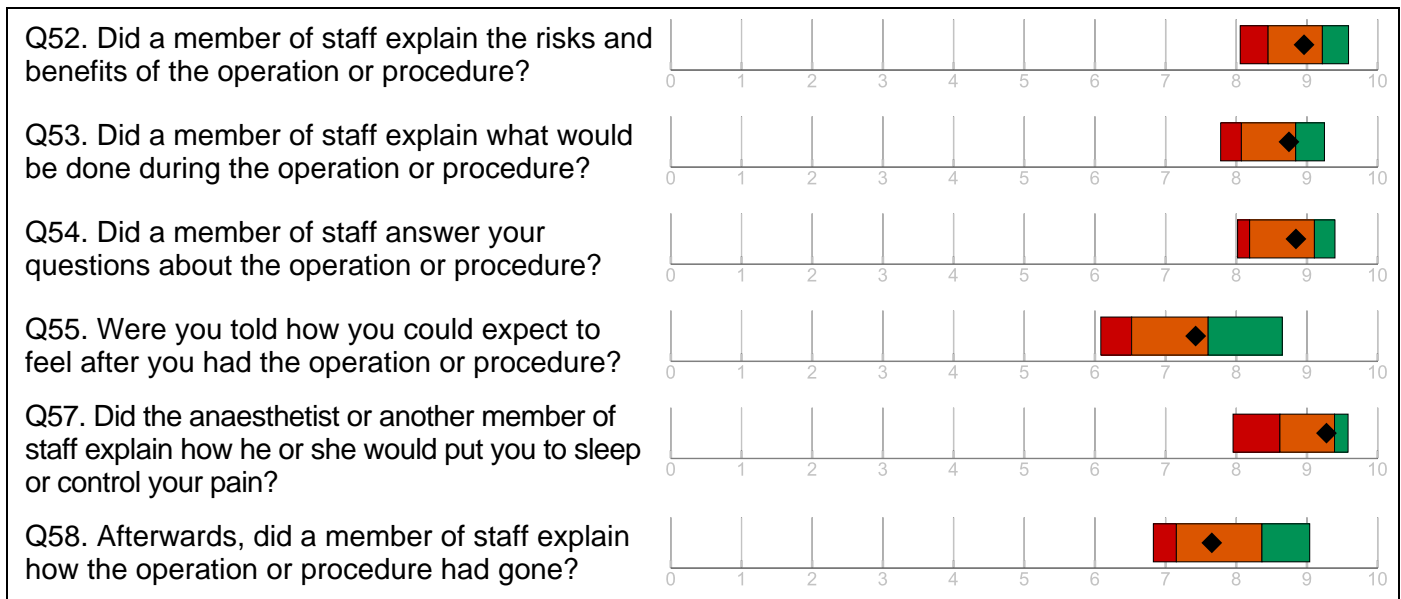 Q52. Did a member of staff explain the risks and
benefits of the operation or procedure?
0 1 2 3 4 5 6 7 8 9 10
Q53. Did a member of staff explain what would
be done during the operation or procedure?
0 1 2 3 4 5 6 7 8 9 10
Q54. Did a member of staff answer your
questions about the operation or procedure?
0 1 2 3 4 5 6 7 8 9 10
Q55. Were you told how you could expect to
feel after you had the operation or procedure?
0 1 2 3 4 5 6 7 8 9 10
Q57. Did the anaesthetist or another member of
staff explain how he or she would put you to sleep
or control your pain?
0 1 2 3 4 5 6 7 8 9 10
Q58. Afterwards, did a member of staff explain
how the operation or procedure had gone?
0 1 2 3 4 5 6 7 8 9 10